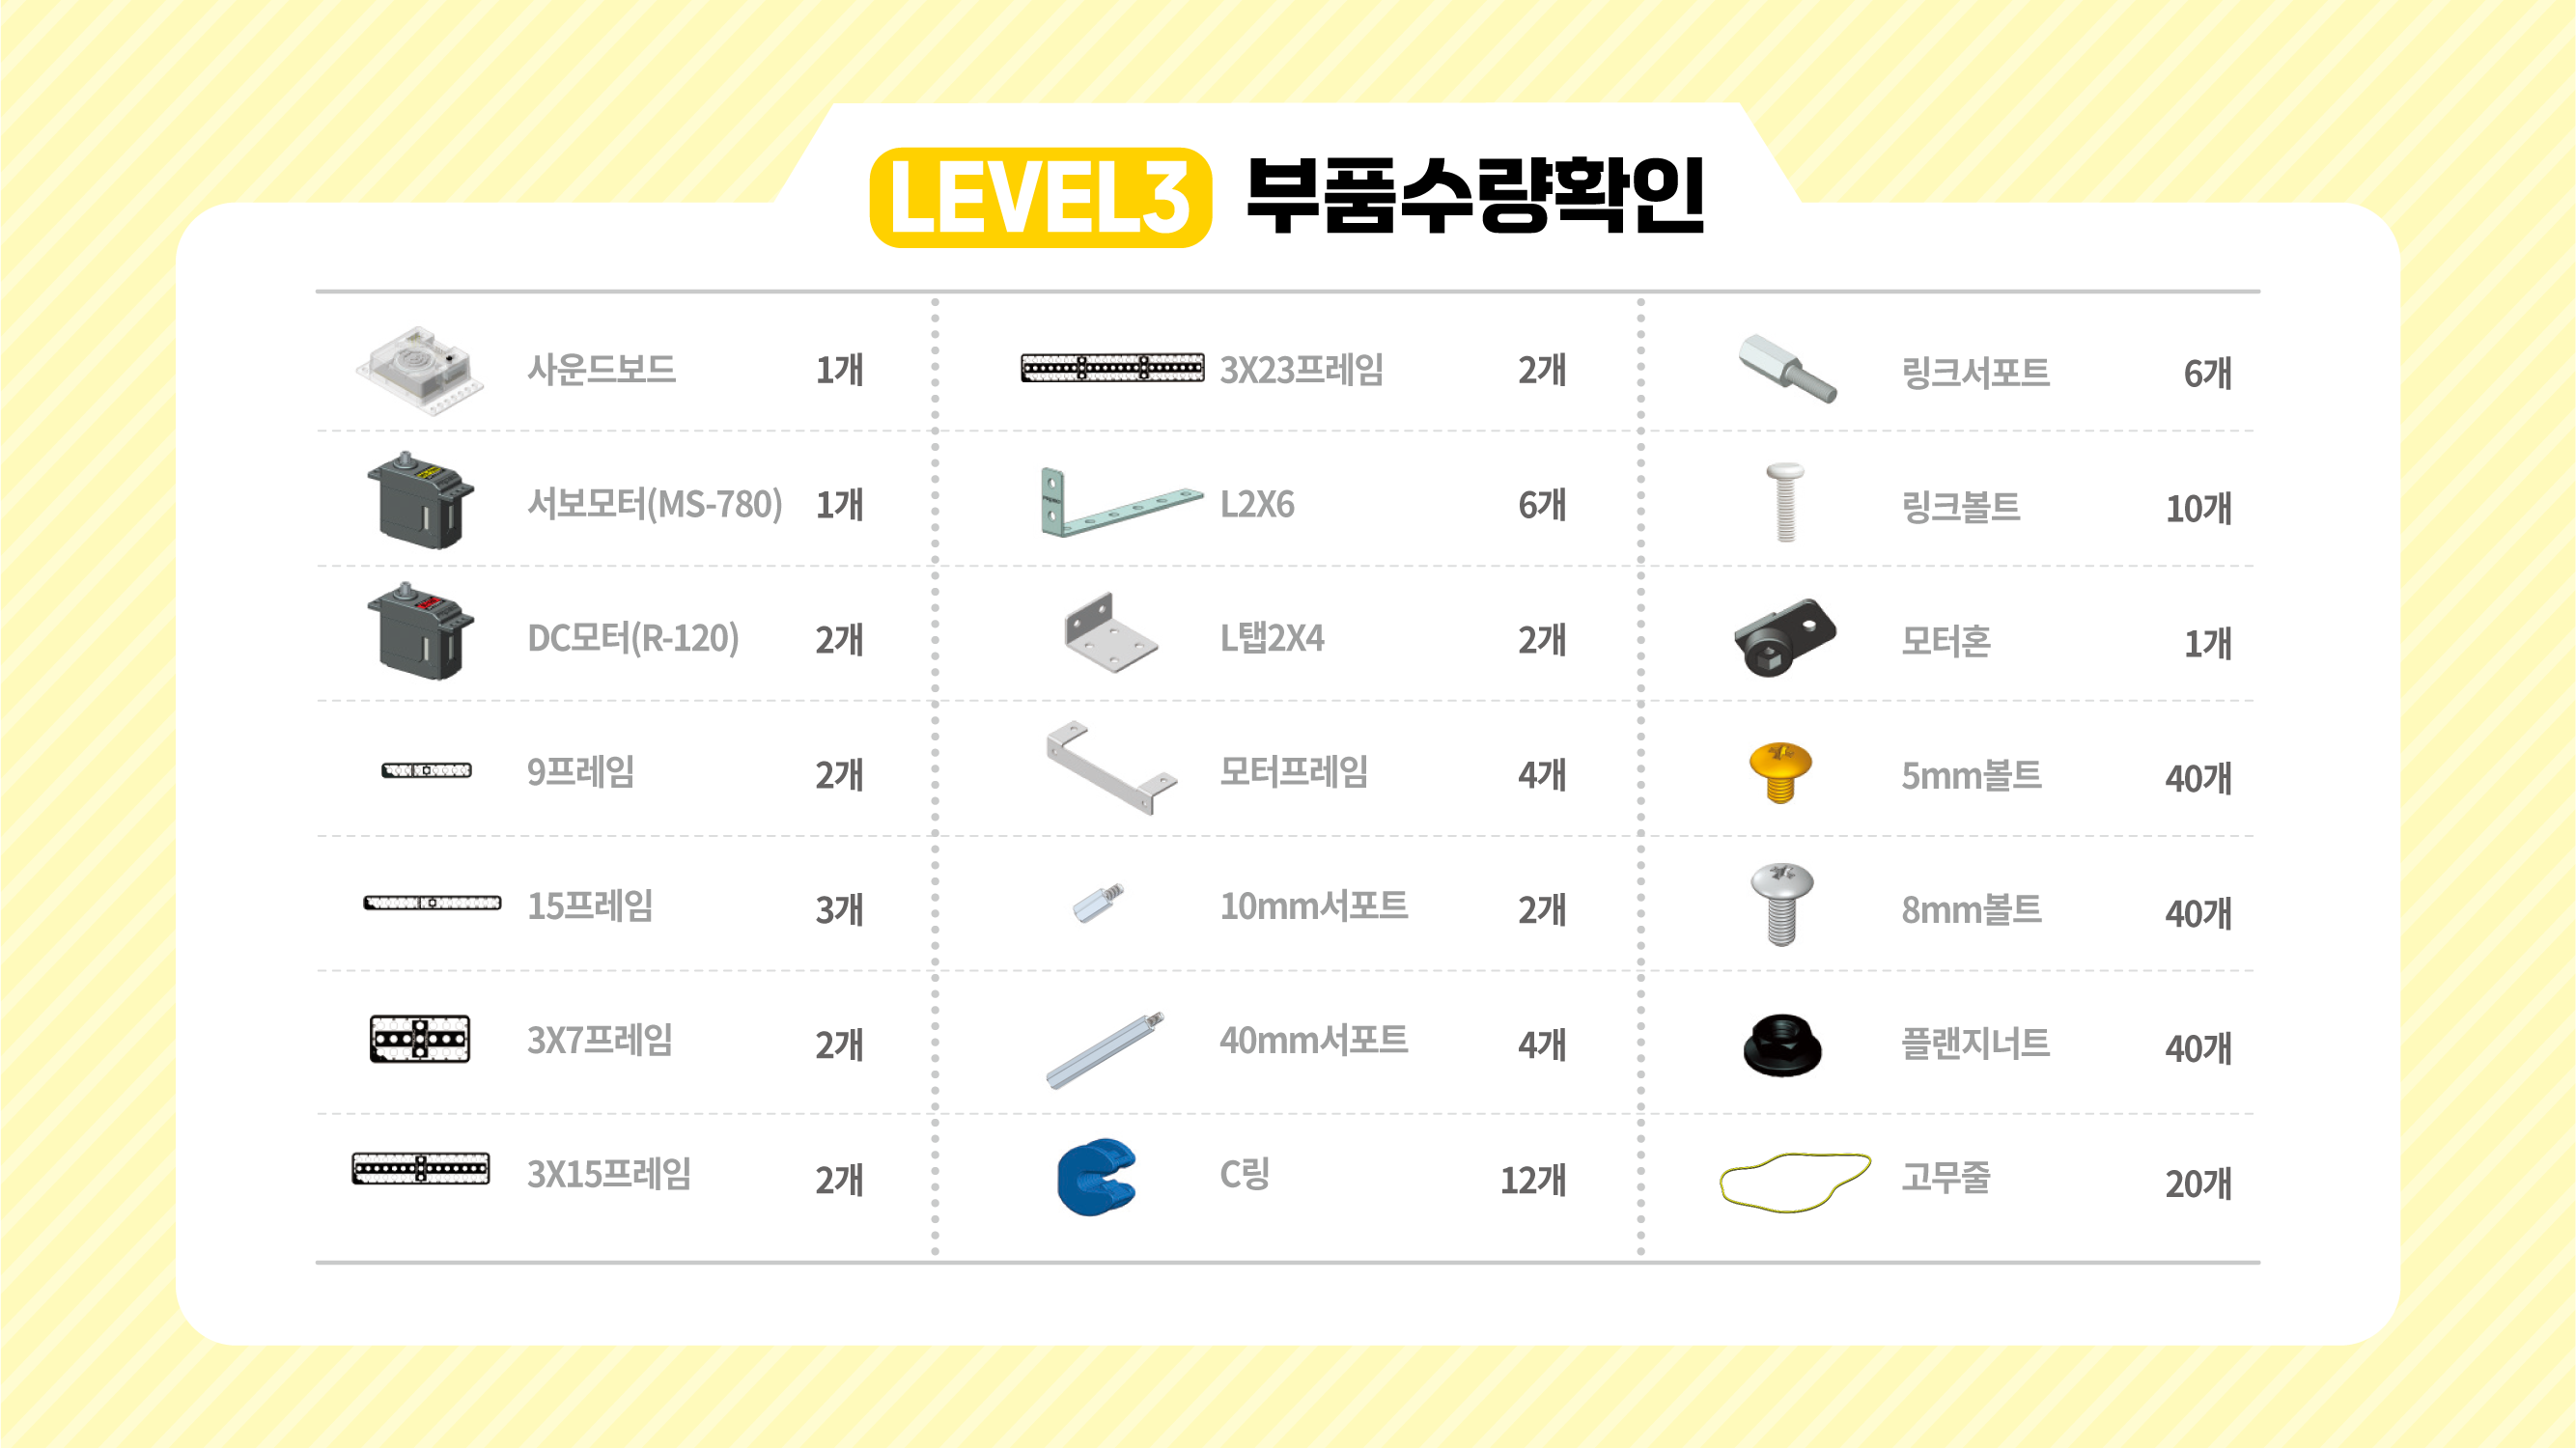 LEVEL3 부품수량확인
사운드보드 1개
서보모터(MS-780) 1개
DC모터(R-120) 2개
9프레임 2개
15프레임 3개
3X7프레임 2개
3X15프레임 2개
3X23프레임 2개
L2X6 6개
L탭2X4 2개
모터프레임 4개
10mm서포트 2개
40mm서포트 4개
C링 12개
링크서포트 6개
링크볼트 10개
모터혼 1개
5mm볼트 40개
8mm볼트 40개
플랜지너트 40개
고무줄 20개